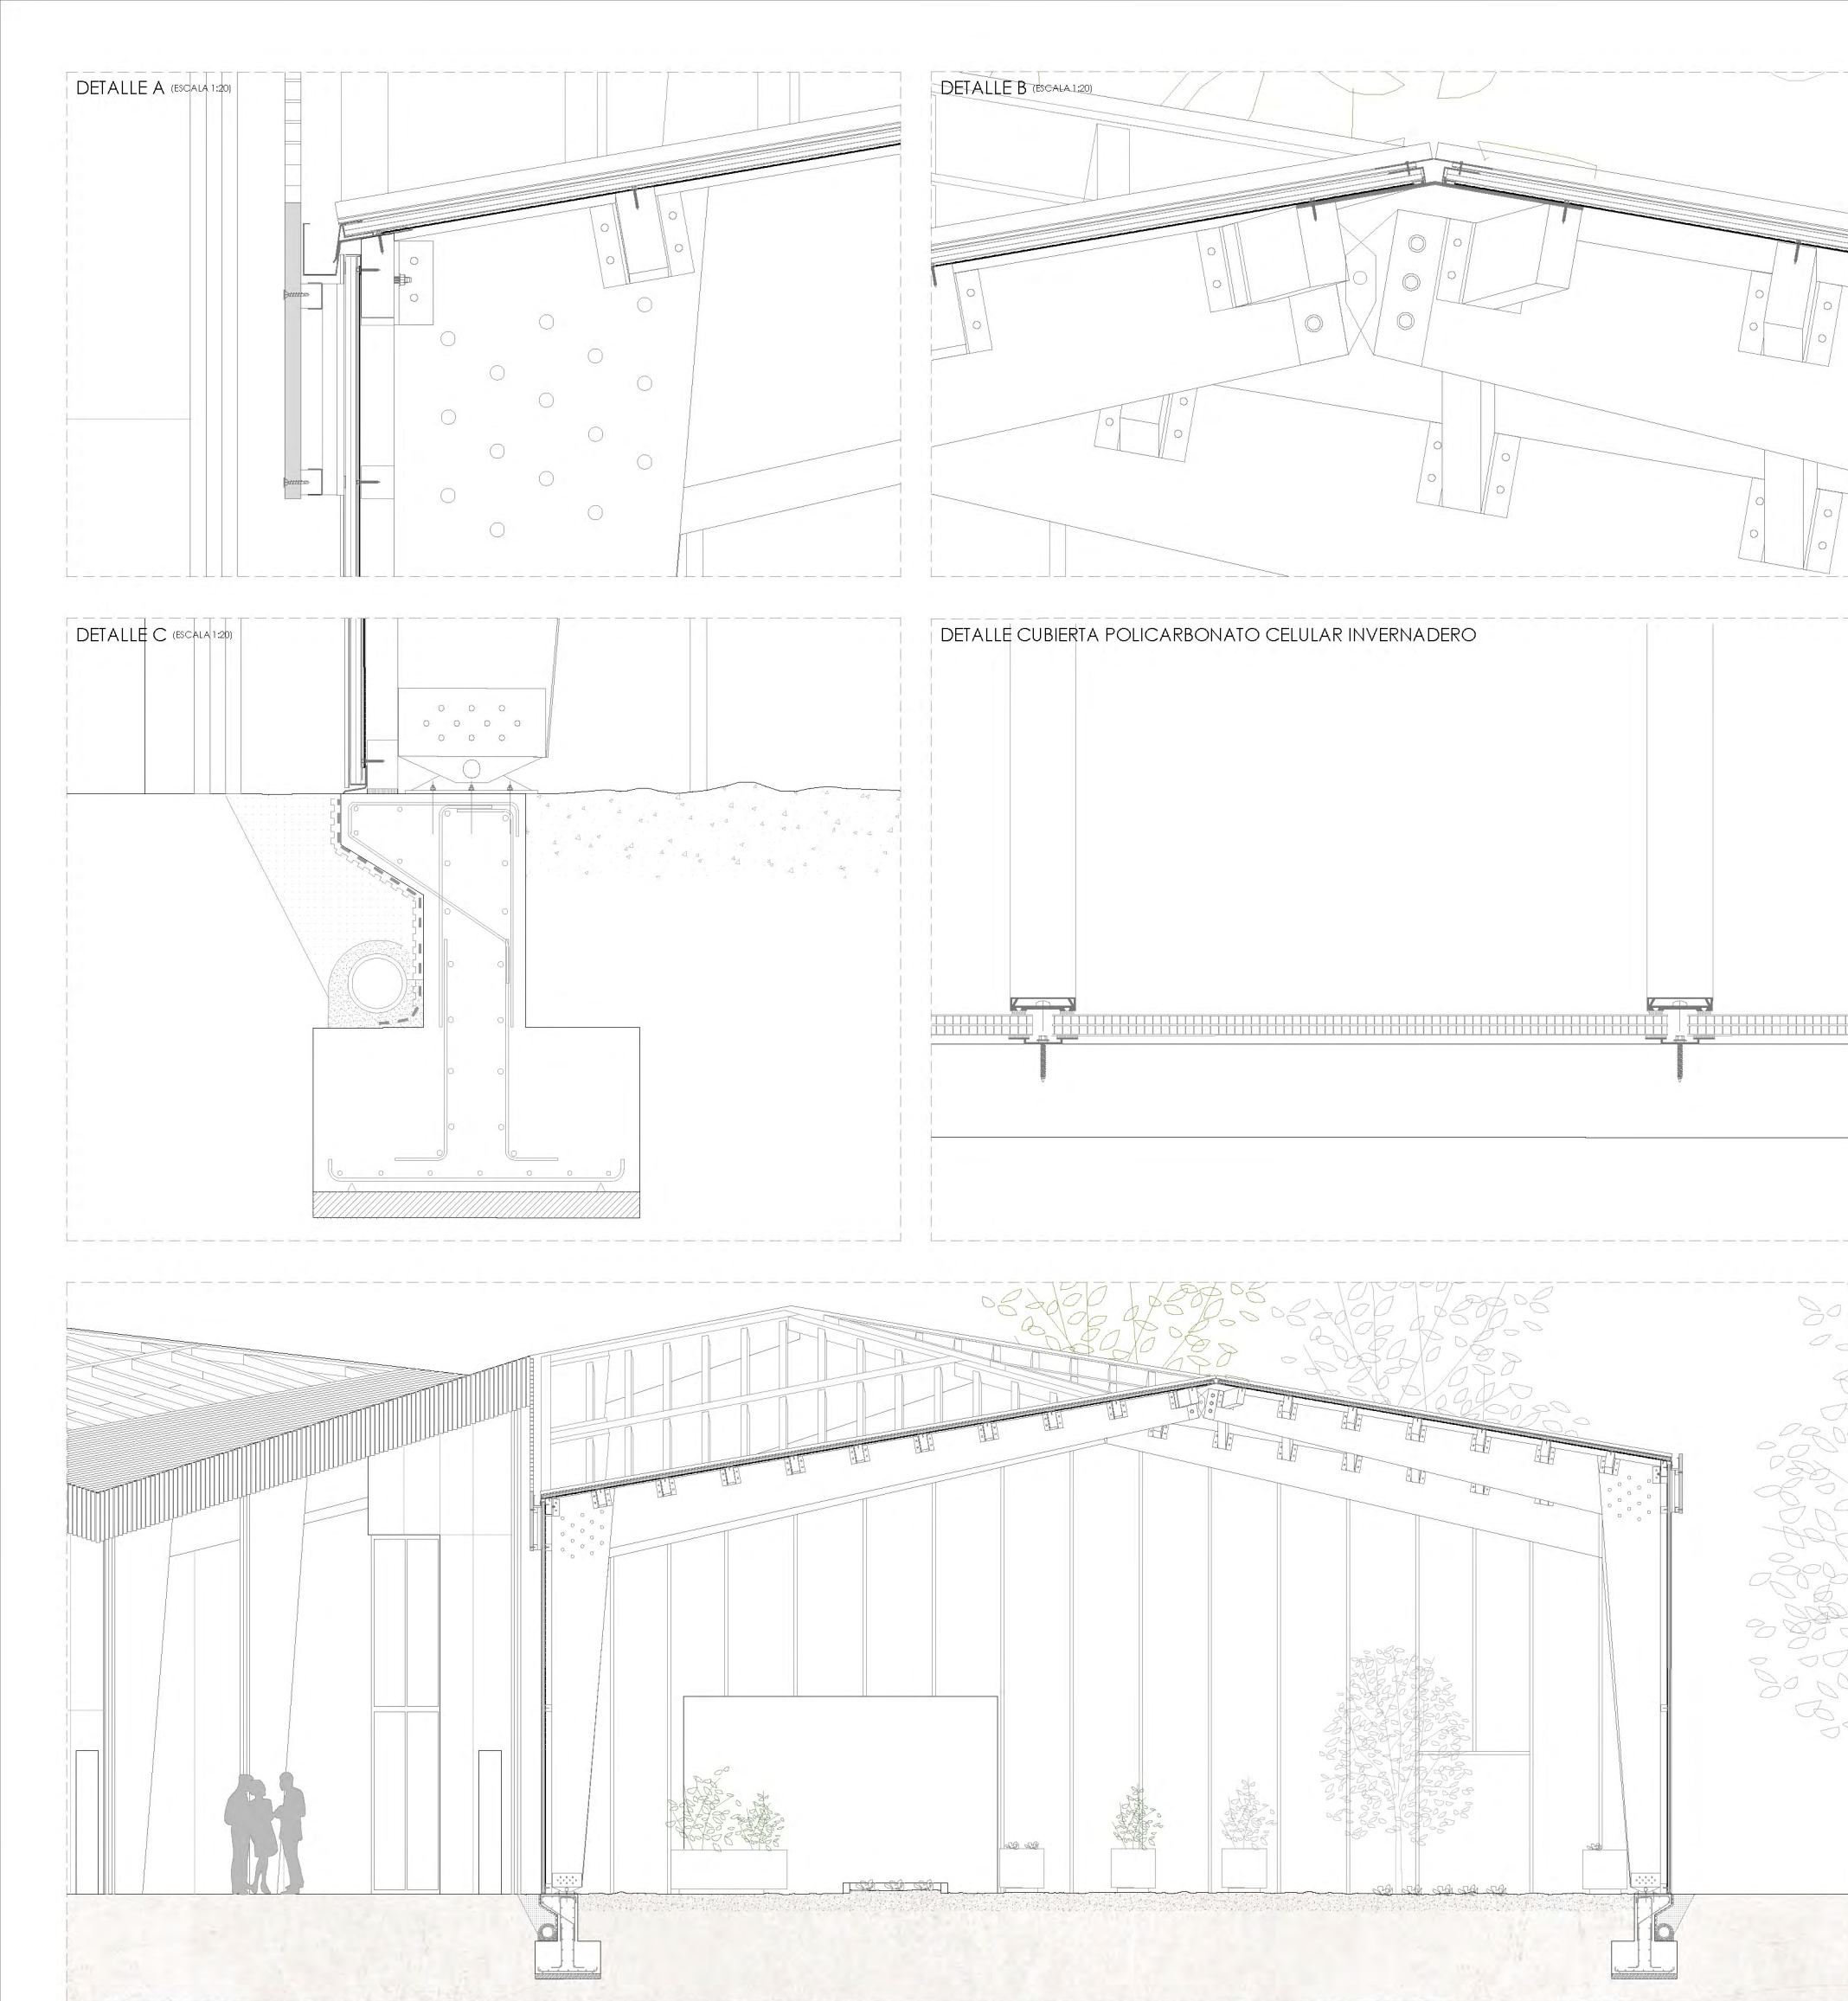 DETALLE A (ESCALA 1:20)
DETALLE B (ESCALA 1:20)
DETALLE C (ESCALA 1:20)
DETALLE CUBIERTA POLICARBONATO CELULAR INVERNADERO